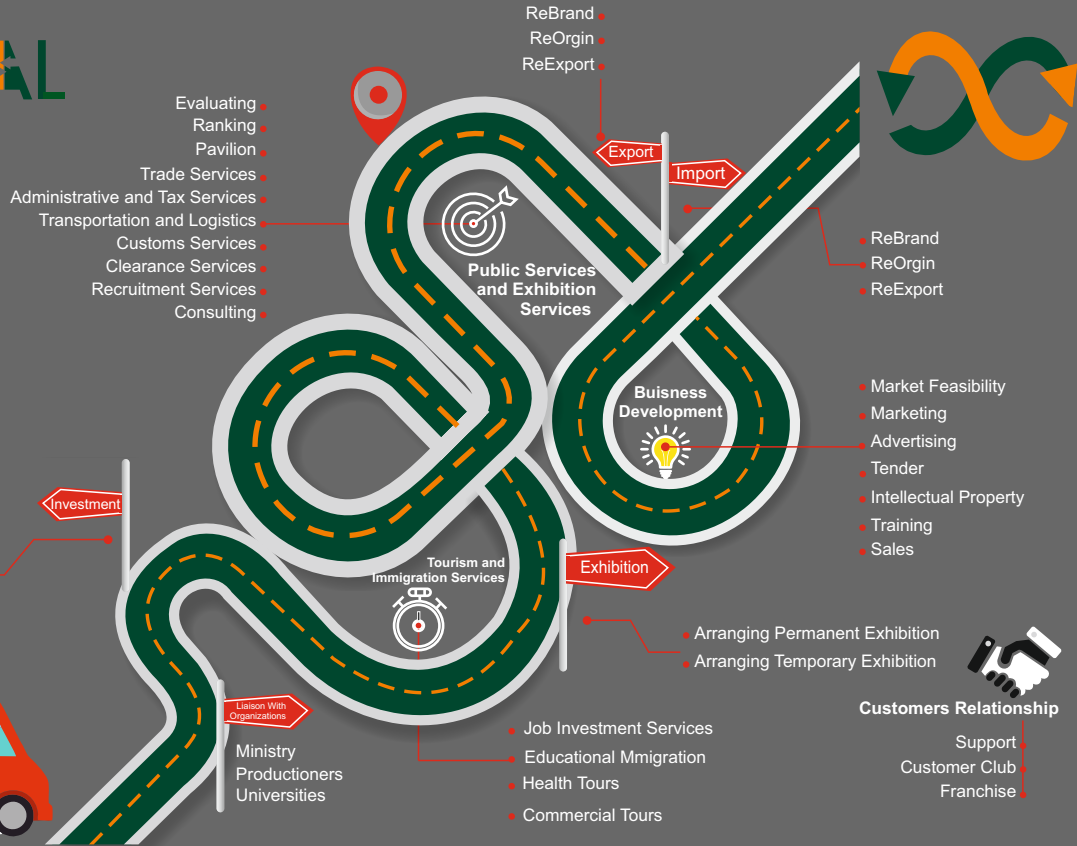 AL
ReBrand
ReOrgin
ReExport
Evaluating
Ranking
Pavilion
Trade Services
Administrative and Tax Services
Transportation and Logistics
Customs Services
Clearance Services
Recruitment Services
Consulting
Export
Import
Public Services
and Exhibition
Services
ReBrand
ReOrgin
ReExport
Buisness
Development
Market Feasibility
Marketing
Advertising
Tender
Intellectual Property
Training
Sales
Investment
Tourism and
Immigration Services
Exhibition
Arranging Permanent Exhibition
Arranging Temporary Exhibition
Liaison With
Organizations
Ministry
Productioners
Universities
Job Investment Services
Educational Mmigration
Health Tours
Commercial Tours
Customers Relationship
Support
Customer Club
Franchise